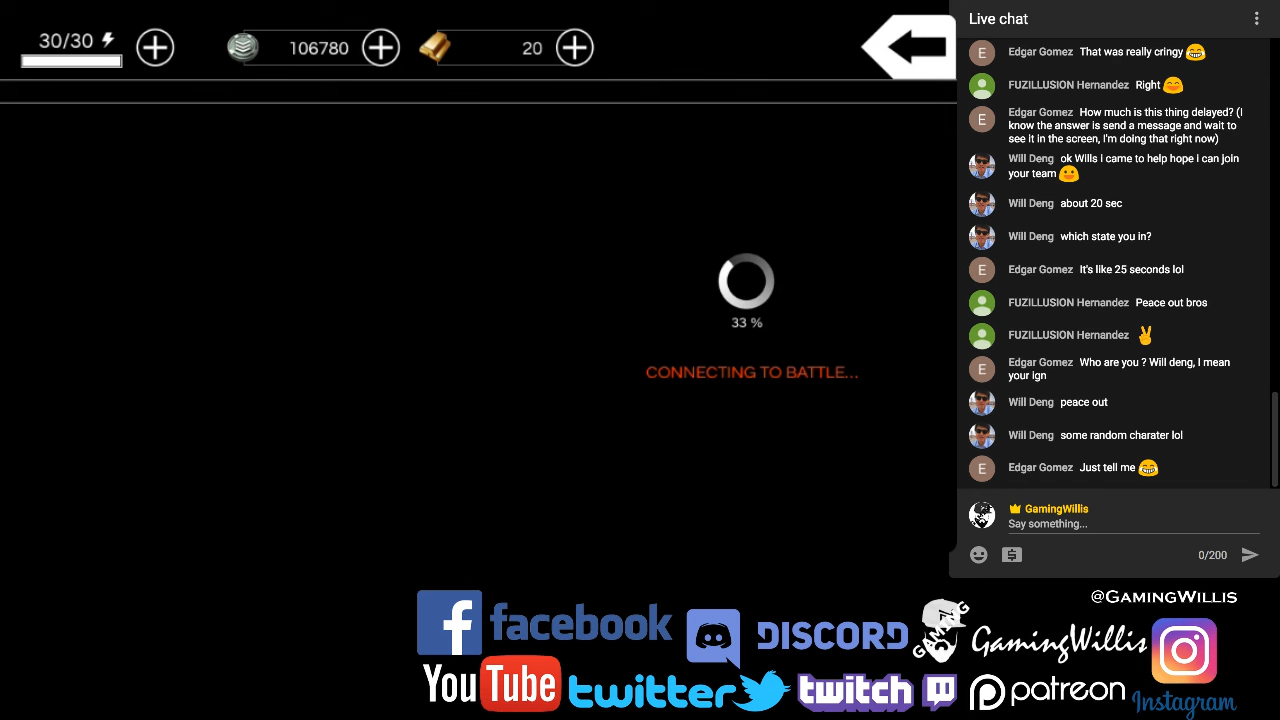 30/30
106780
20
33 %
CONNECTING TO BATTLE...
Live chat
Edgar Gomez That was really cringy 😂
FUZILLUSION Hernandez Right 😊
Edgar Gomez How much is this thing delayed? (I
know the answer is send a message and wait to
see it in the screen, I'm doing that right now)
Will Deng ok Wills i came to help hope i can join
your team 😃
Will Deng about 20 sec
Will Deng which state you in?
Edgar Gomez It's like 25 seconds lol
FUZILLUSION Hernandez Peace out bros
FUZILLUSION Hernandez ✌
Edgar Gomez Who are you ? Will deng, I mean
your ign
Will Deng peace out
Will Deng some random charater lol
Edgar Gomez Just tell me 😂
GamingWillis
Say something...
0/200
@GamingWillis
facebook
DISCORD
GAMING
GamingWillis
YouTube
twitter
twitch
patreon
Instagram